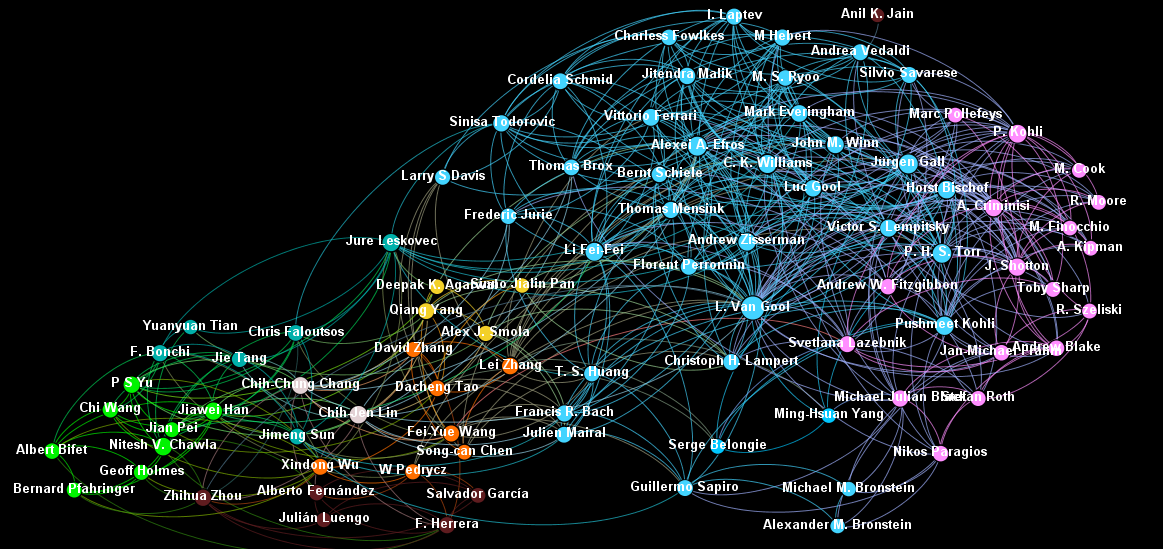 I. Laptev
Anil K. Jain
Charless Fowlkes
M Hebert
Andrea Vedaldi
Cordelia Schmid
Jitendra Malik
M. S. Ryoo
Silvio Savarese
Sinisa Todorovic
Vittorio Ferrari
Mark Everingham
Marc Pollefeys
P. Kohli
Alexei A. Efros
John M. Winn
Thomas Brox
Bernt Schiele
C. K. Williams
Jurgen Gall
M. Cook
Larry S Davis
Luc Gool
Horst Bischof
A. Criminisi
R. Moore
Frederic Jurie
Thomas Mensink
Victor S. Lempitsky
M. Finocchio
Jure Leskovec
Li Fei Fei
Andrew Zisserman
P. H. S. Torr
A. Kipman
Florent Perronnin
J. Shotton
Deepak K. Agarwal
Sinno Jialin Pan
Andrew W. Fitzgibbon
Toby Sharp
Qiang Yang
L. Van Gool
R. Szeliski
Yuanyuan Tian
Chris Faloutsos
Alex J. Smola
Pushmeet Kohli
F. Bonchi
Jie Tang
David Zhang
Lei Zhang
Christoph H. Lampert
Svetlana Lazebnik
Jan-Michael Frahm
Andrew Blake
P S Yu
Chih-Chung Chang
Dacheng Tao
T. S. Huang
Chi Wang
Jiawei Han
Chih-Jen Lin
Francis R. Bach
Ming-Hsuan Yang
Michael Julian Black
Stefan Roth
Jian Pei
Jimeng Sun
Fei-Yue Wang
Julien Mairal
Albert Bifet
Nitesh V. Chawla
Song-can Chen
Serge Belongie
Nikos Paragios
Geoff Holmes
Xindong Wu
W Pedrycz
Bernard Pfahringer
Zhihua Zhou
Alberto Fernández
Salvador García
Guillermo Sapiro
Michael M. Bronstein
Julián Luengo
F. Herrera
Alexander M. Bronstein